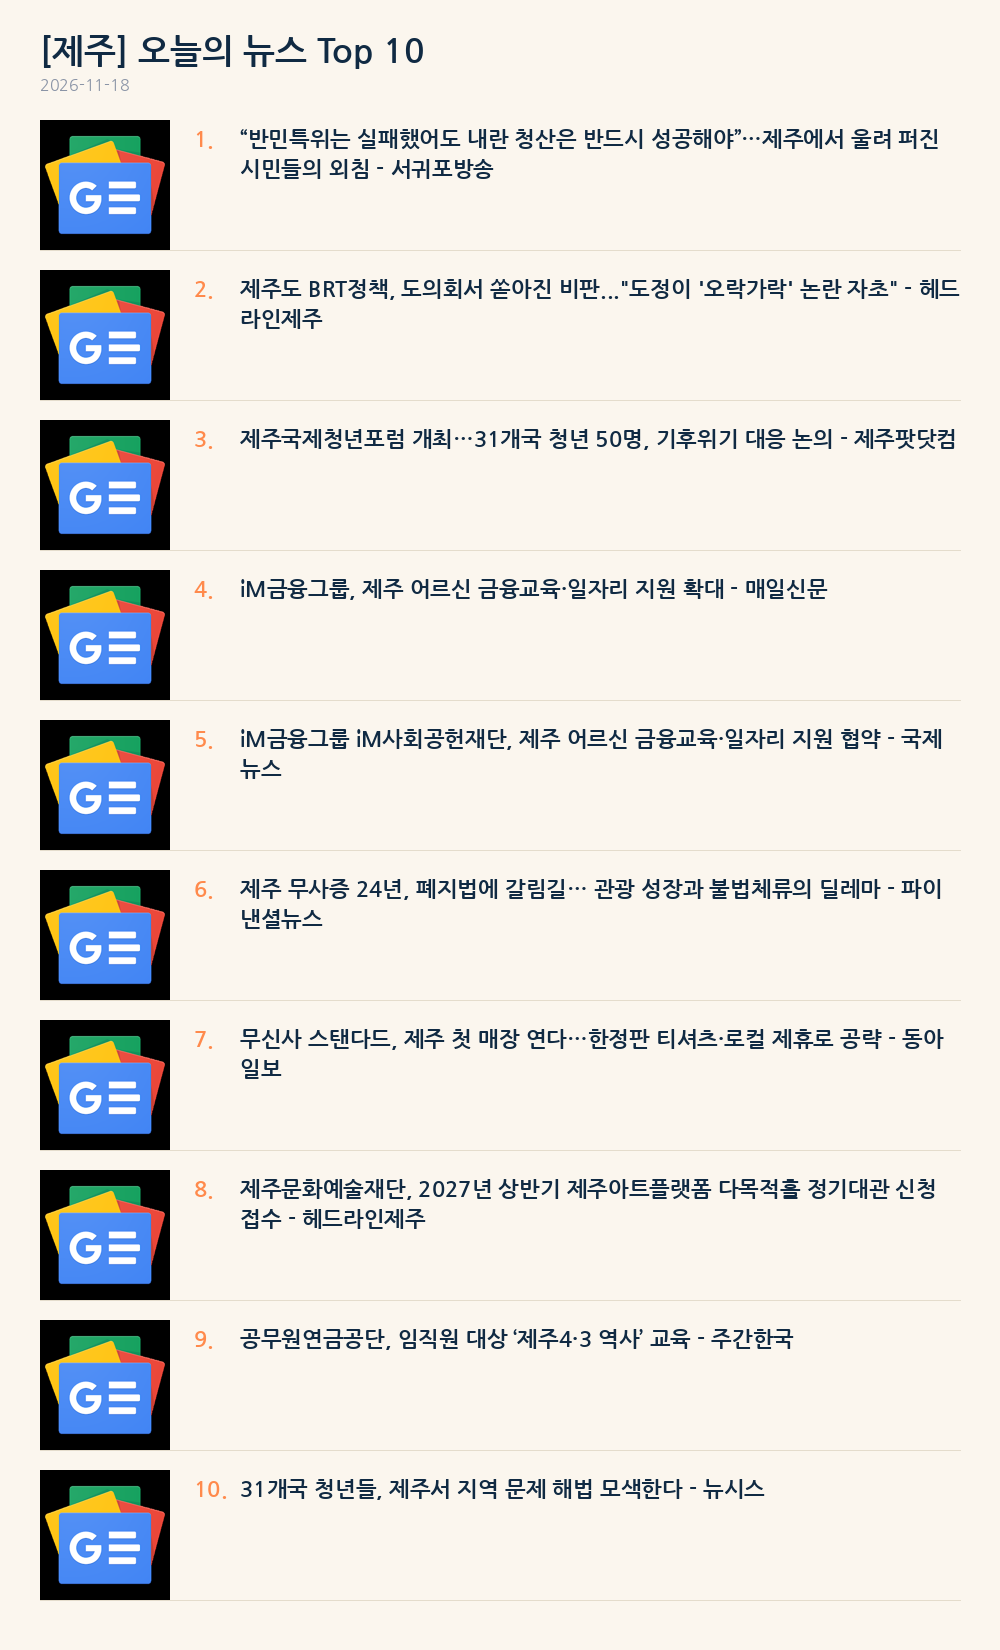 [제주] 오늘의 뉴스 Top 10
2026-11-18
1. “반민특위는 실패했어도 내란 청산은 반드시 성공해야”…제주에서 울려 퍼진
시민들의 외침 - 서귀포방송
2. 제주도 BRT정책, 도의회서 쏟아진 비판..."도정이 '오락가락' 논란 자초" - 헤드
라인제주
3. 제주국제청년포럼 개최…31개국 청년 50명, 기후위기 대응 논의 - 제주팟닷컴
4. iM금융그룹, 제주 어르신 금융교육·일자리 지원 확대 - 매일신문
5. iM금융그룹 iM사회공헌재단, 제주 어르신 금융교육·일자리 지원 협약 - 국제
뉴스
6. 제주 무사증 24년, 폐지법에 갈림길… 관광 성장과 불법체류의 딜레마 - 파이
낸셜뉴스
7. 무신사 스탠다드, 제주 첫 매장 연다…한정판 티셔츠·로컬 제휴로 공략 - 동아
일보
8. 제주문화예술재단, 2027년 상반기 제주아트플랫폼 다목적홀 정기대관 신청
접수 - 헤드라인제주
9. 공무원연금공단, 임직원 대상 ‘제주4·3 역사’ 교육 - 주간한국
10. 31개국 청년들, 제주서 지역 문제 해법 모색한다 - 뉴시스